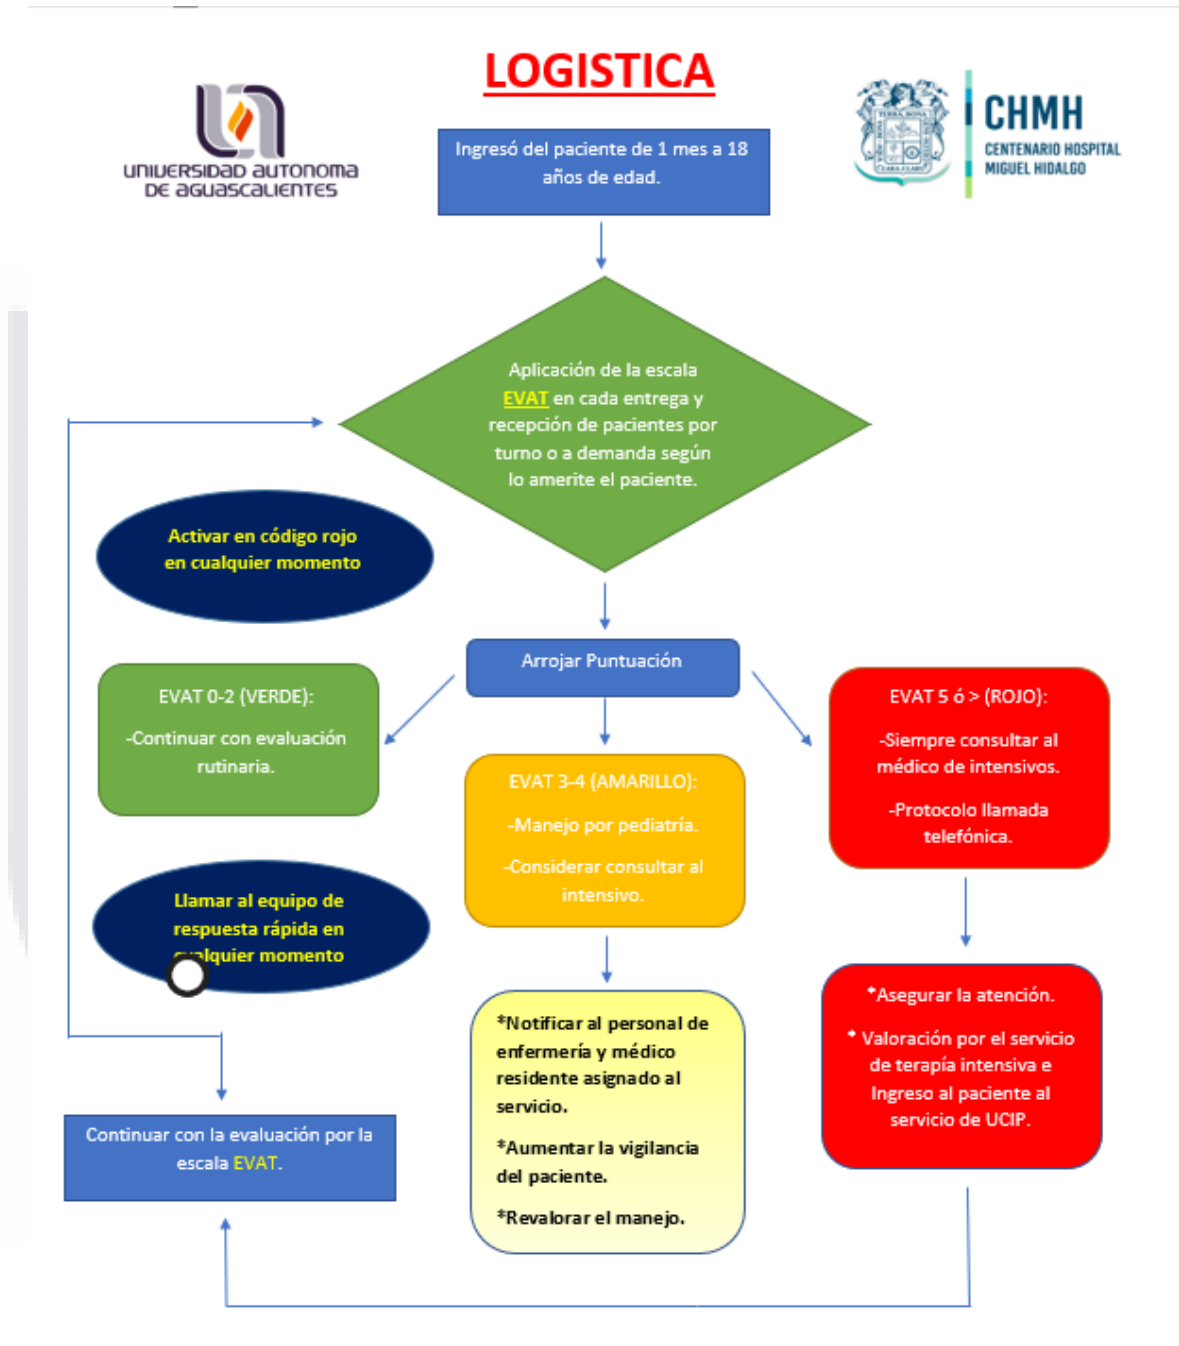 LOGISTICA
UNIVERSIDAD AUTONOMA
DE AGUASCALIENTES
TERRA BONA
AQUA CLARA
CHMH
CENTENARIO HOSPITAL
MIGUEL HIDALGO
Ingresó del paciente de 1 mes a 18
años de edad.
Aplicación de la escala
EVAT en cada entrega y
recepción de pacientes por
turno o a demanda según
lo amerite el paciente.
Activar en código rojo
en cualquier momento
Arrojar Puntuación
EVAT 0-2 (VERDE):
-Continuar con evaluación
rutinaria.
EVAT 3-4 (AMARILLO):
-Manejo por pediatría.
-Considerar consultar al
intensivo.
EVAT 5 ó > (ROJO):
-Siempre consultar al
médico de intensivos.
-Protocolo llamada
telefónica.
Llamar al equipo de
respuesta rápida en
cualquier momento
*Notificar al personal de
enfermería y médico
residente asignado al
servicio.
*Aumentar la vigilancia
del paciente.
*Revalorar el manejo.
*Asegurar la atención.
* Valoración por el servicio
de terapía intensiva e
Ingreso al paciente al
servicio de UCIP.
Continuar con la evaluación por la
escala EVAT.